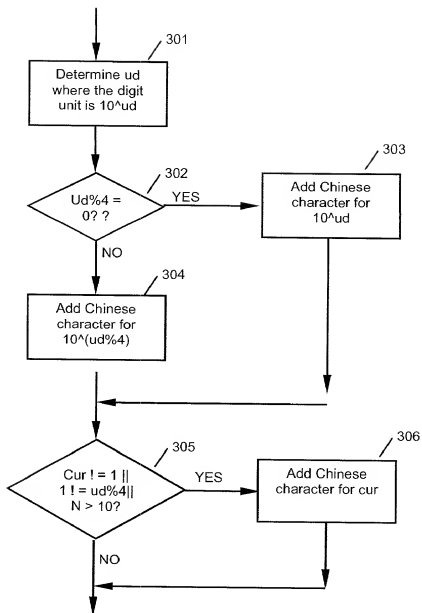 301
Determine ud
where the digit
unit is 10^ud
302
Ud%4 =
0? ?
YES
303
Add Chinese
character for
10^ud
NO
304
Add Chinese
character for
10^(ud%4)
305
Cur ! = 1 ||
1 ! = ud%4||
N > 10?
YES
306
Add Chinese
character for cur
NO